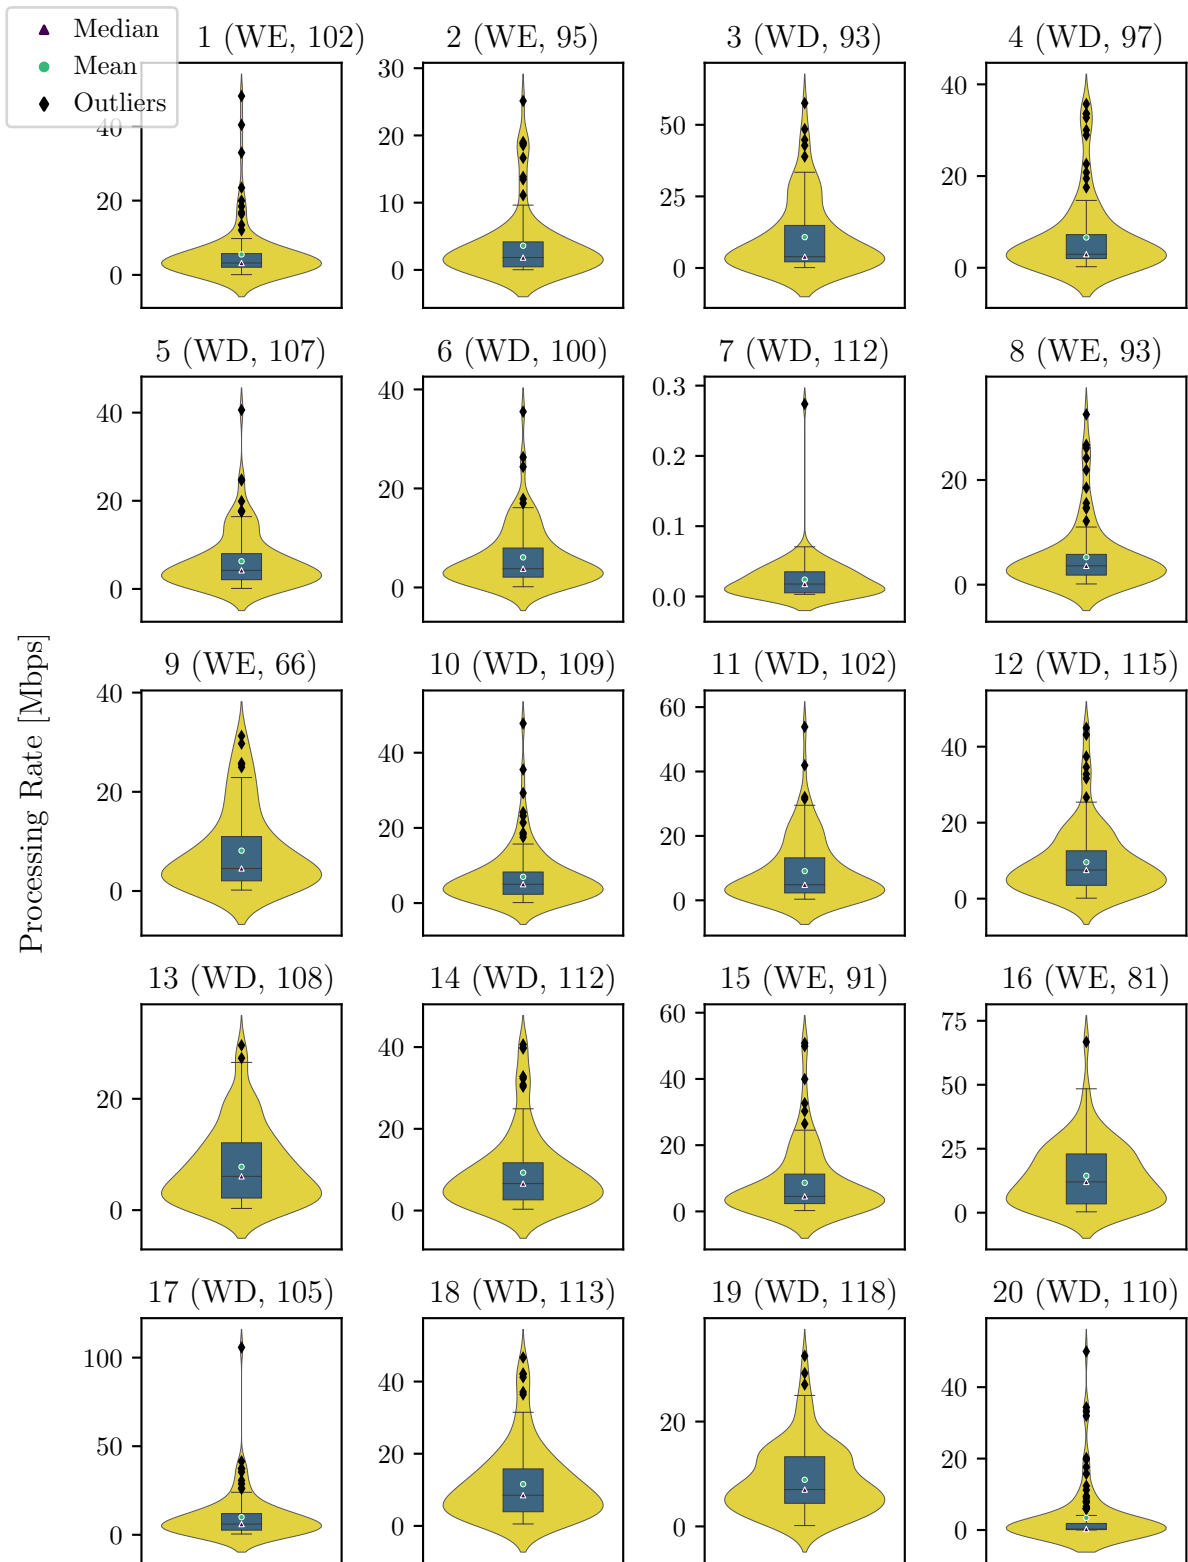 Median
Mean
Outliers
1 (WE, 102)
2 (WE, 95)
3 (WD, 93)
4 (WD, 97)
40
20
0
30
20
10
0
50
25
0
40
20
0
5 (WD, 107)
6 (WD, 100)
7 (WD, 112)
8 (WE, 93)
40
20
0
40
20
0
0.3
0.2
0.1
0.0
20
0
Processing Rate [Mbps]
9 (WE, 66)
10 (WD, 109)
11 (WD, 102)
12 (WD, 115)
40
20
0
40
20
0
60
40
20
0
40
20
0
13 (WD, 108)
14 (WD, 112)
15 (WE, 91)
16 (WE, 81)
20
0
40
20
0
60
40
20
0
75
50
25
0
17 (WD, 105)
18 (WD, 113)
19 (WD, 118)
20 (WD, 110)
100
50
0
40
20
0
20
0
40
20
0